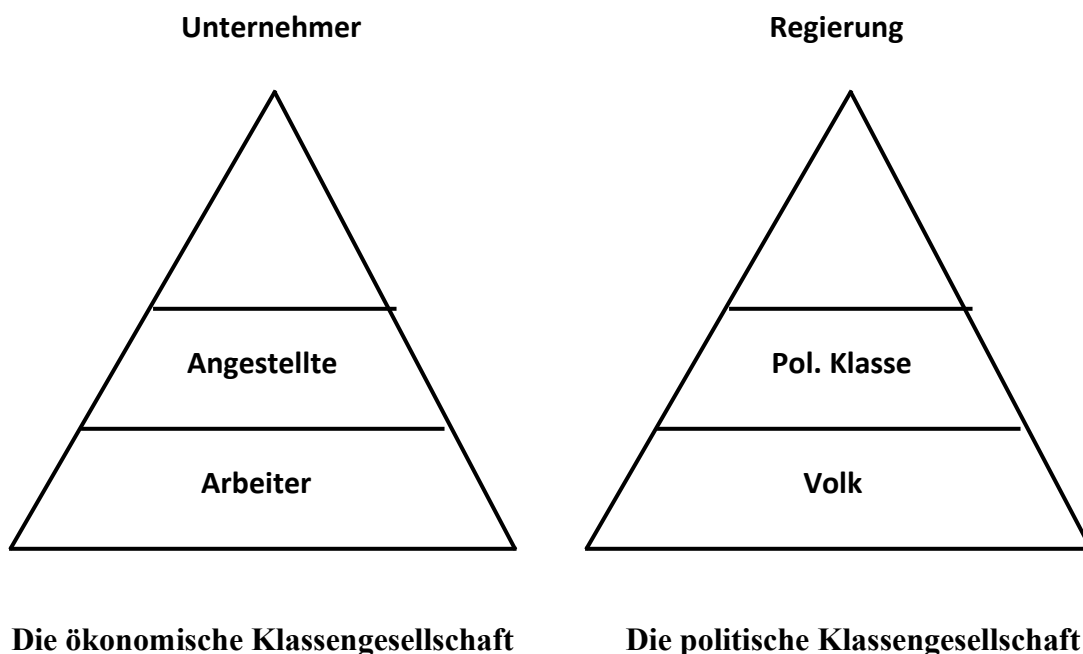 Unternehmer
Regierung
Angestellte
Pol. Klasse
Arbeiter
Volk
Die ökonomische Klassengesellschaft
Die politische Klassengesellschaft